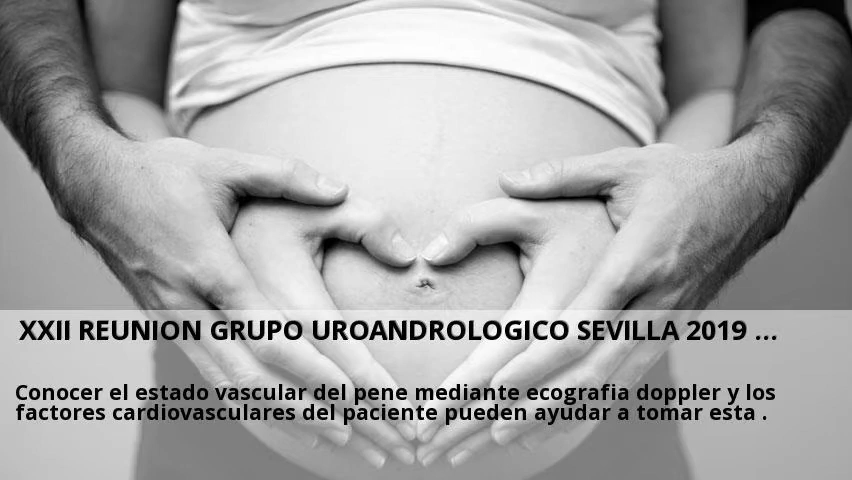 XXII REUNION GRUPO UROANDROLOGICO SEVILLA 2019 ...
Conocer el estado vascular del pene mediante ecografia doppler y los
factores cardiovasculares del paciente pueden ayudar a tomar esta .